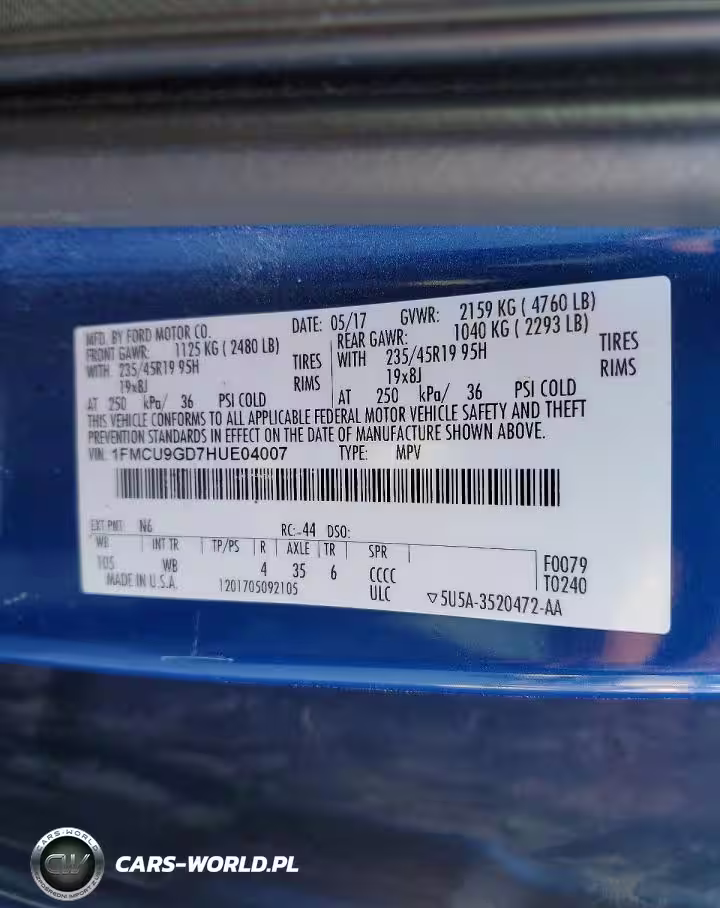 MFD. BY FORD MOTOR CO. DATE: 05/17 GVWR: 2159 KG ( 4760 LB)
FRONT GAWR: 1125 KG ( 2480 LB) REAR GAWR: 1040 KG ( 2293 LB)
WITH 235/45R19 95H TIRES WITH 235/45R19 95H TIRES
19x8J RIMS 19x8J RIMS
AT 250 kPa/ 36 PSI COLD AT 250 kPa/ 36 PSI COLD
THIS VEHICLE CONFORMS TO ALL APPLICABLE FEDERAL MOTOR VEHICLE SAFETY AND THEFT
PREVENTION STANDARDS IN EFFECT ON THE DATE OF MANUFACTURE SHOWN ABOVE.
VIN: 1FMCU9GD7HUE04007 TYPE: MPV
EXT PNT: N6 RC: 44 DSO:
WB INT TR TP/PS R AXLE TR SPR
105 WB 4 35 6 CCCC F0079
MADE IN U.S.A. 1201705092105 ULC T0240
▽5U5A-3520472-AA
CARS-WORLD
CW
CARS-WORLD.PL